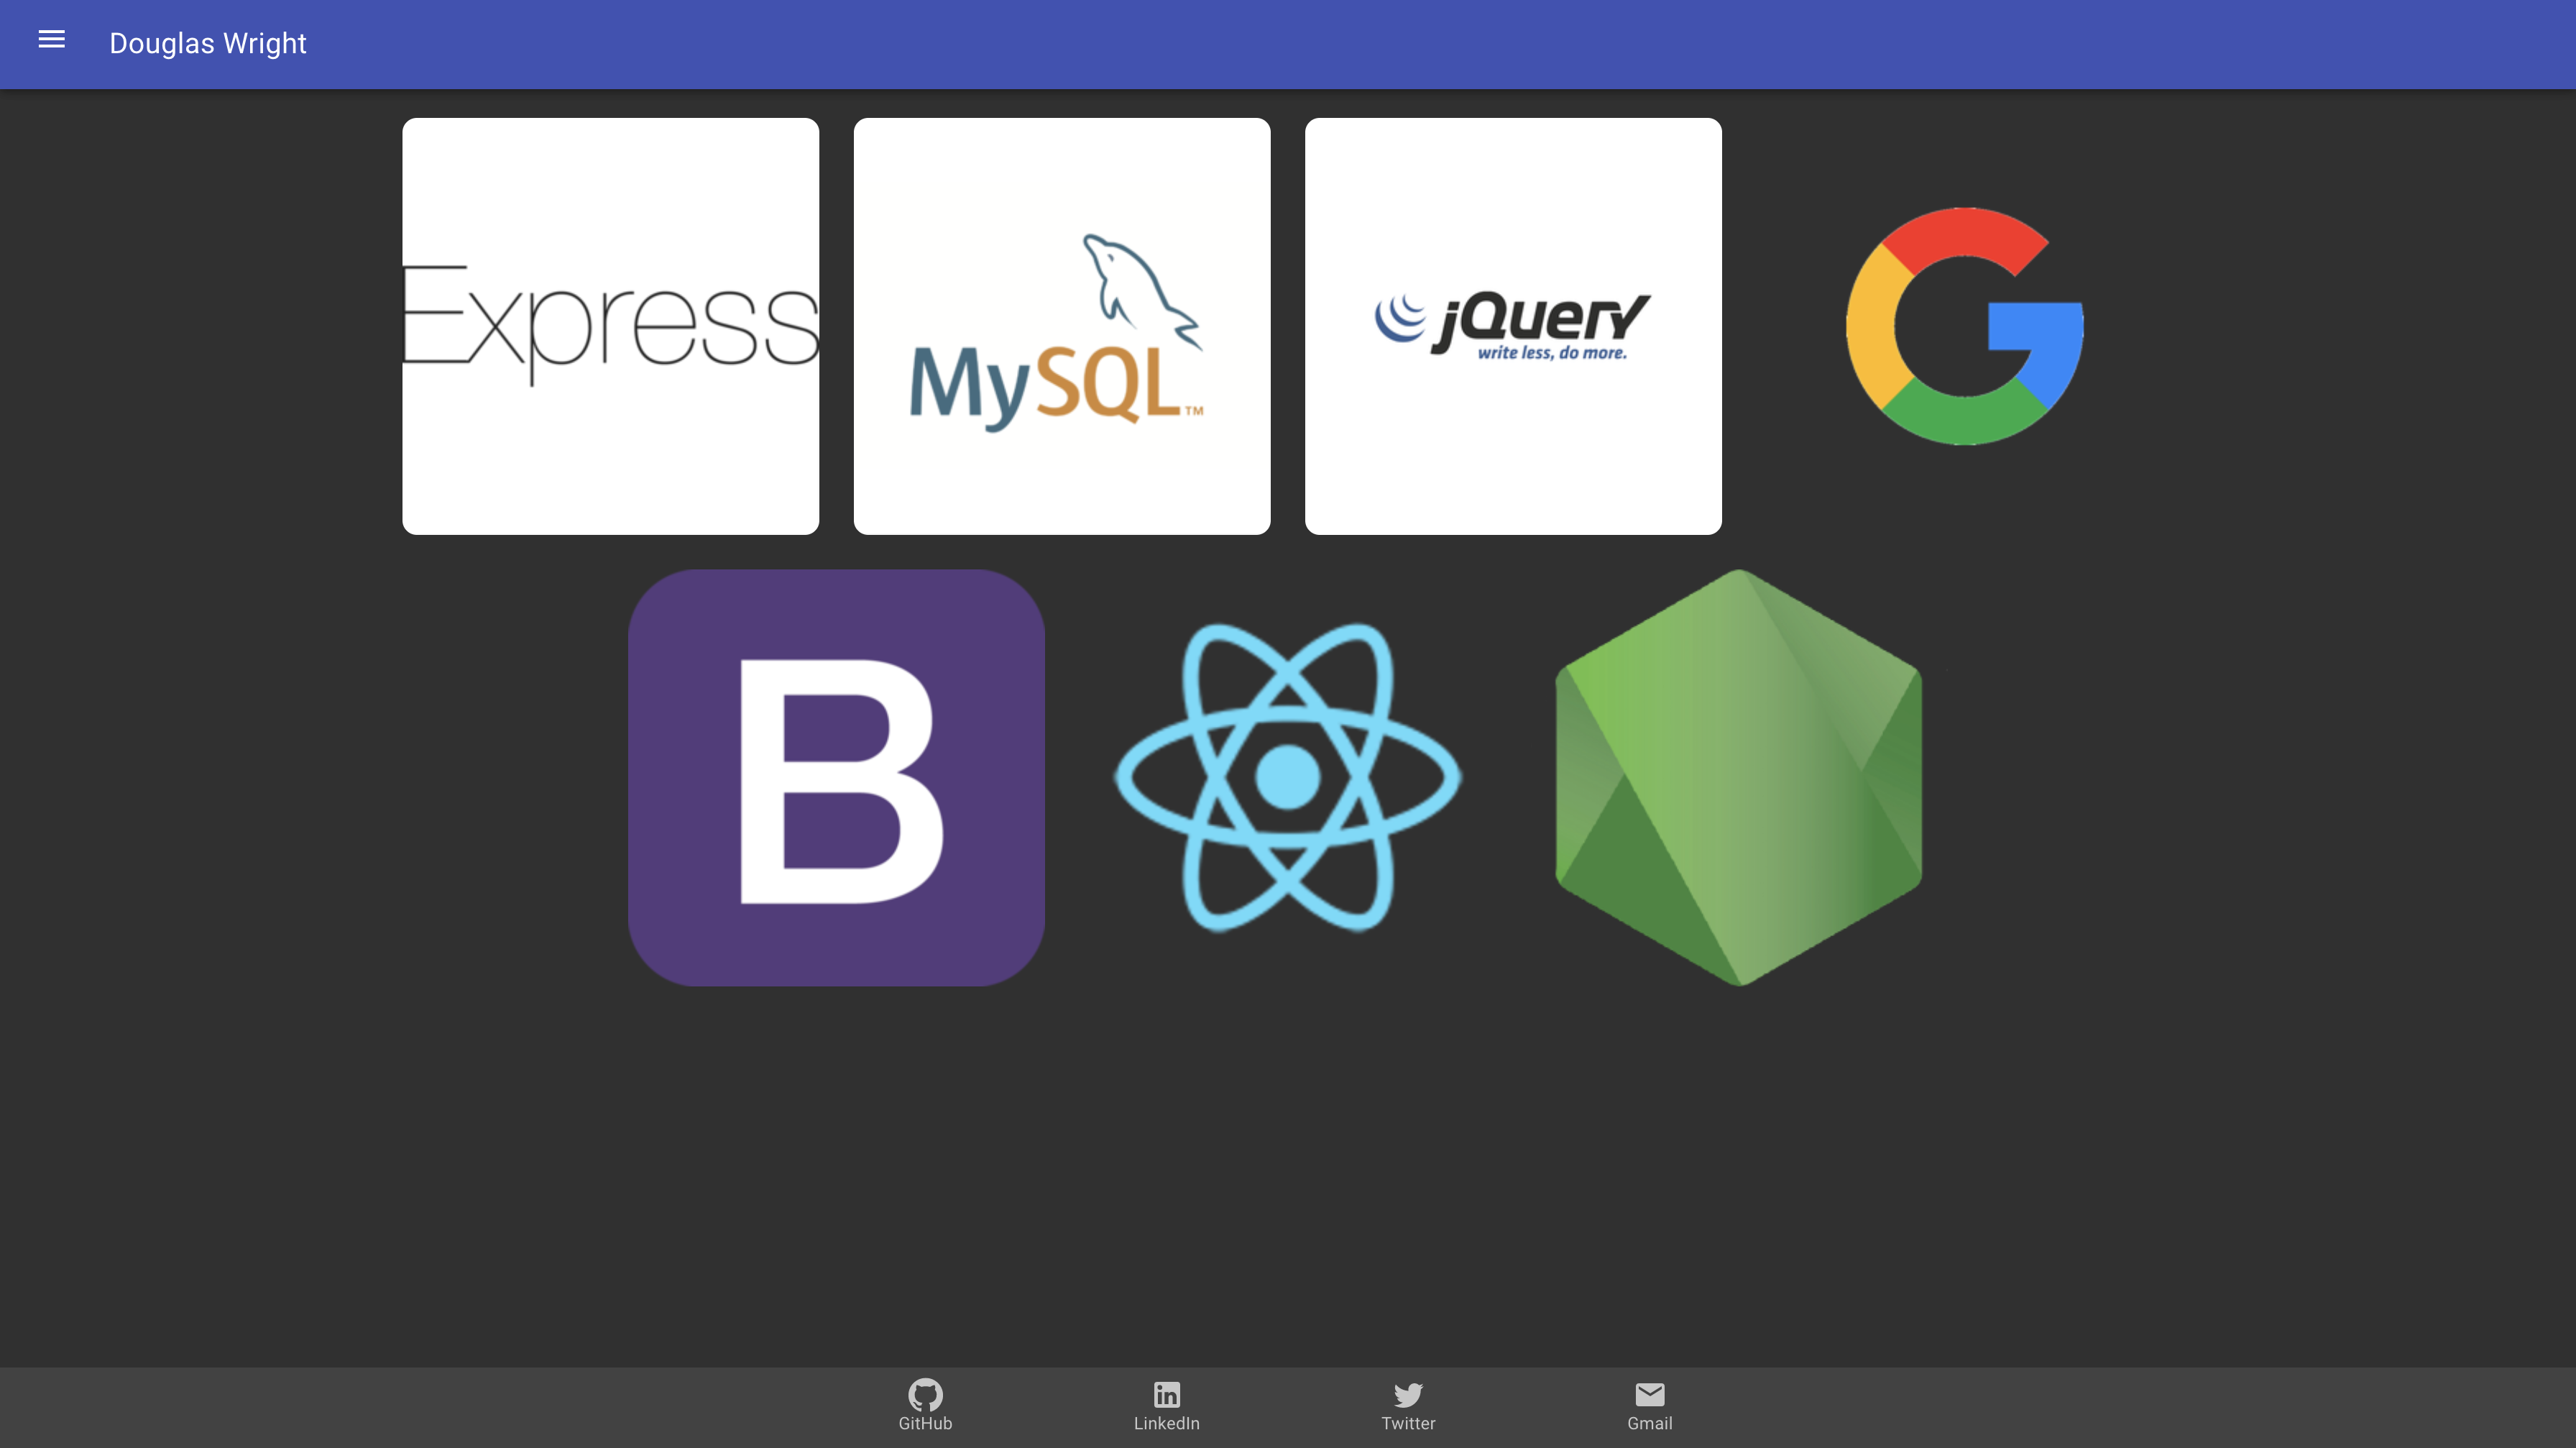 Douglas Wright
Express
MySQL™
jQuery
write less, do more.
G
B
GitHub
LinkedIn
Twitter
Gmail